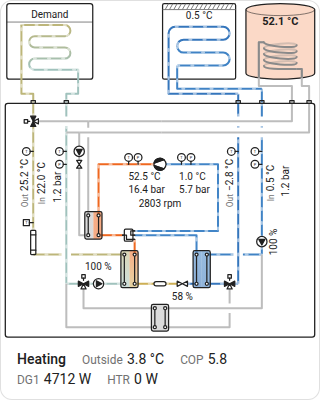 Demand
0.5 °C
52.1 °C
T
T
P
Out 25.2 °C
In 22.0 °C
1.2 bar
T P
52.5 °C
16.4 bar
T P
1.0 °C
5.7 bar
2803 rpm
T
T
P
Out −2.8 °C
In 0.5 °C
1.2 bar
T
100 %
100 %
58 %
Heating Outside 3.8 °C COP 5.8
DG1 4712 W HTR 0 W